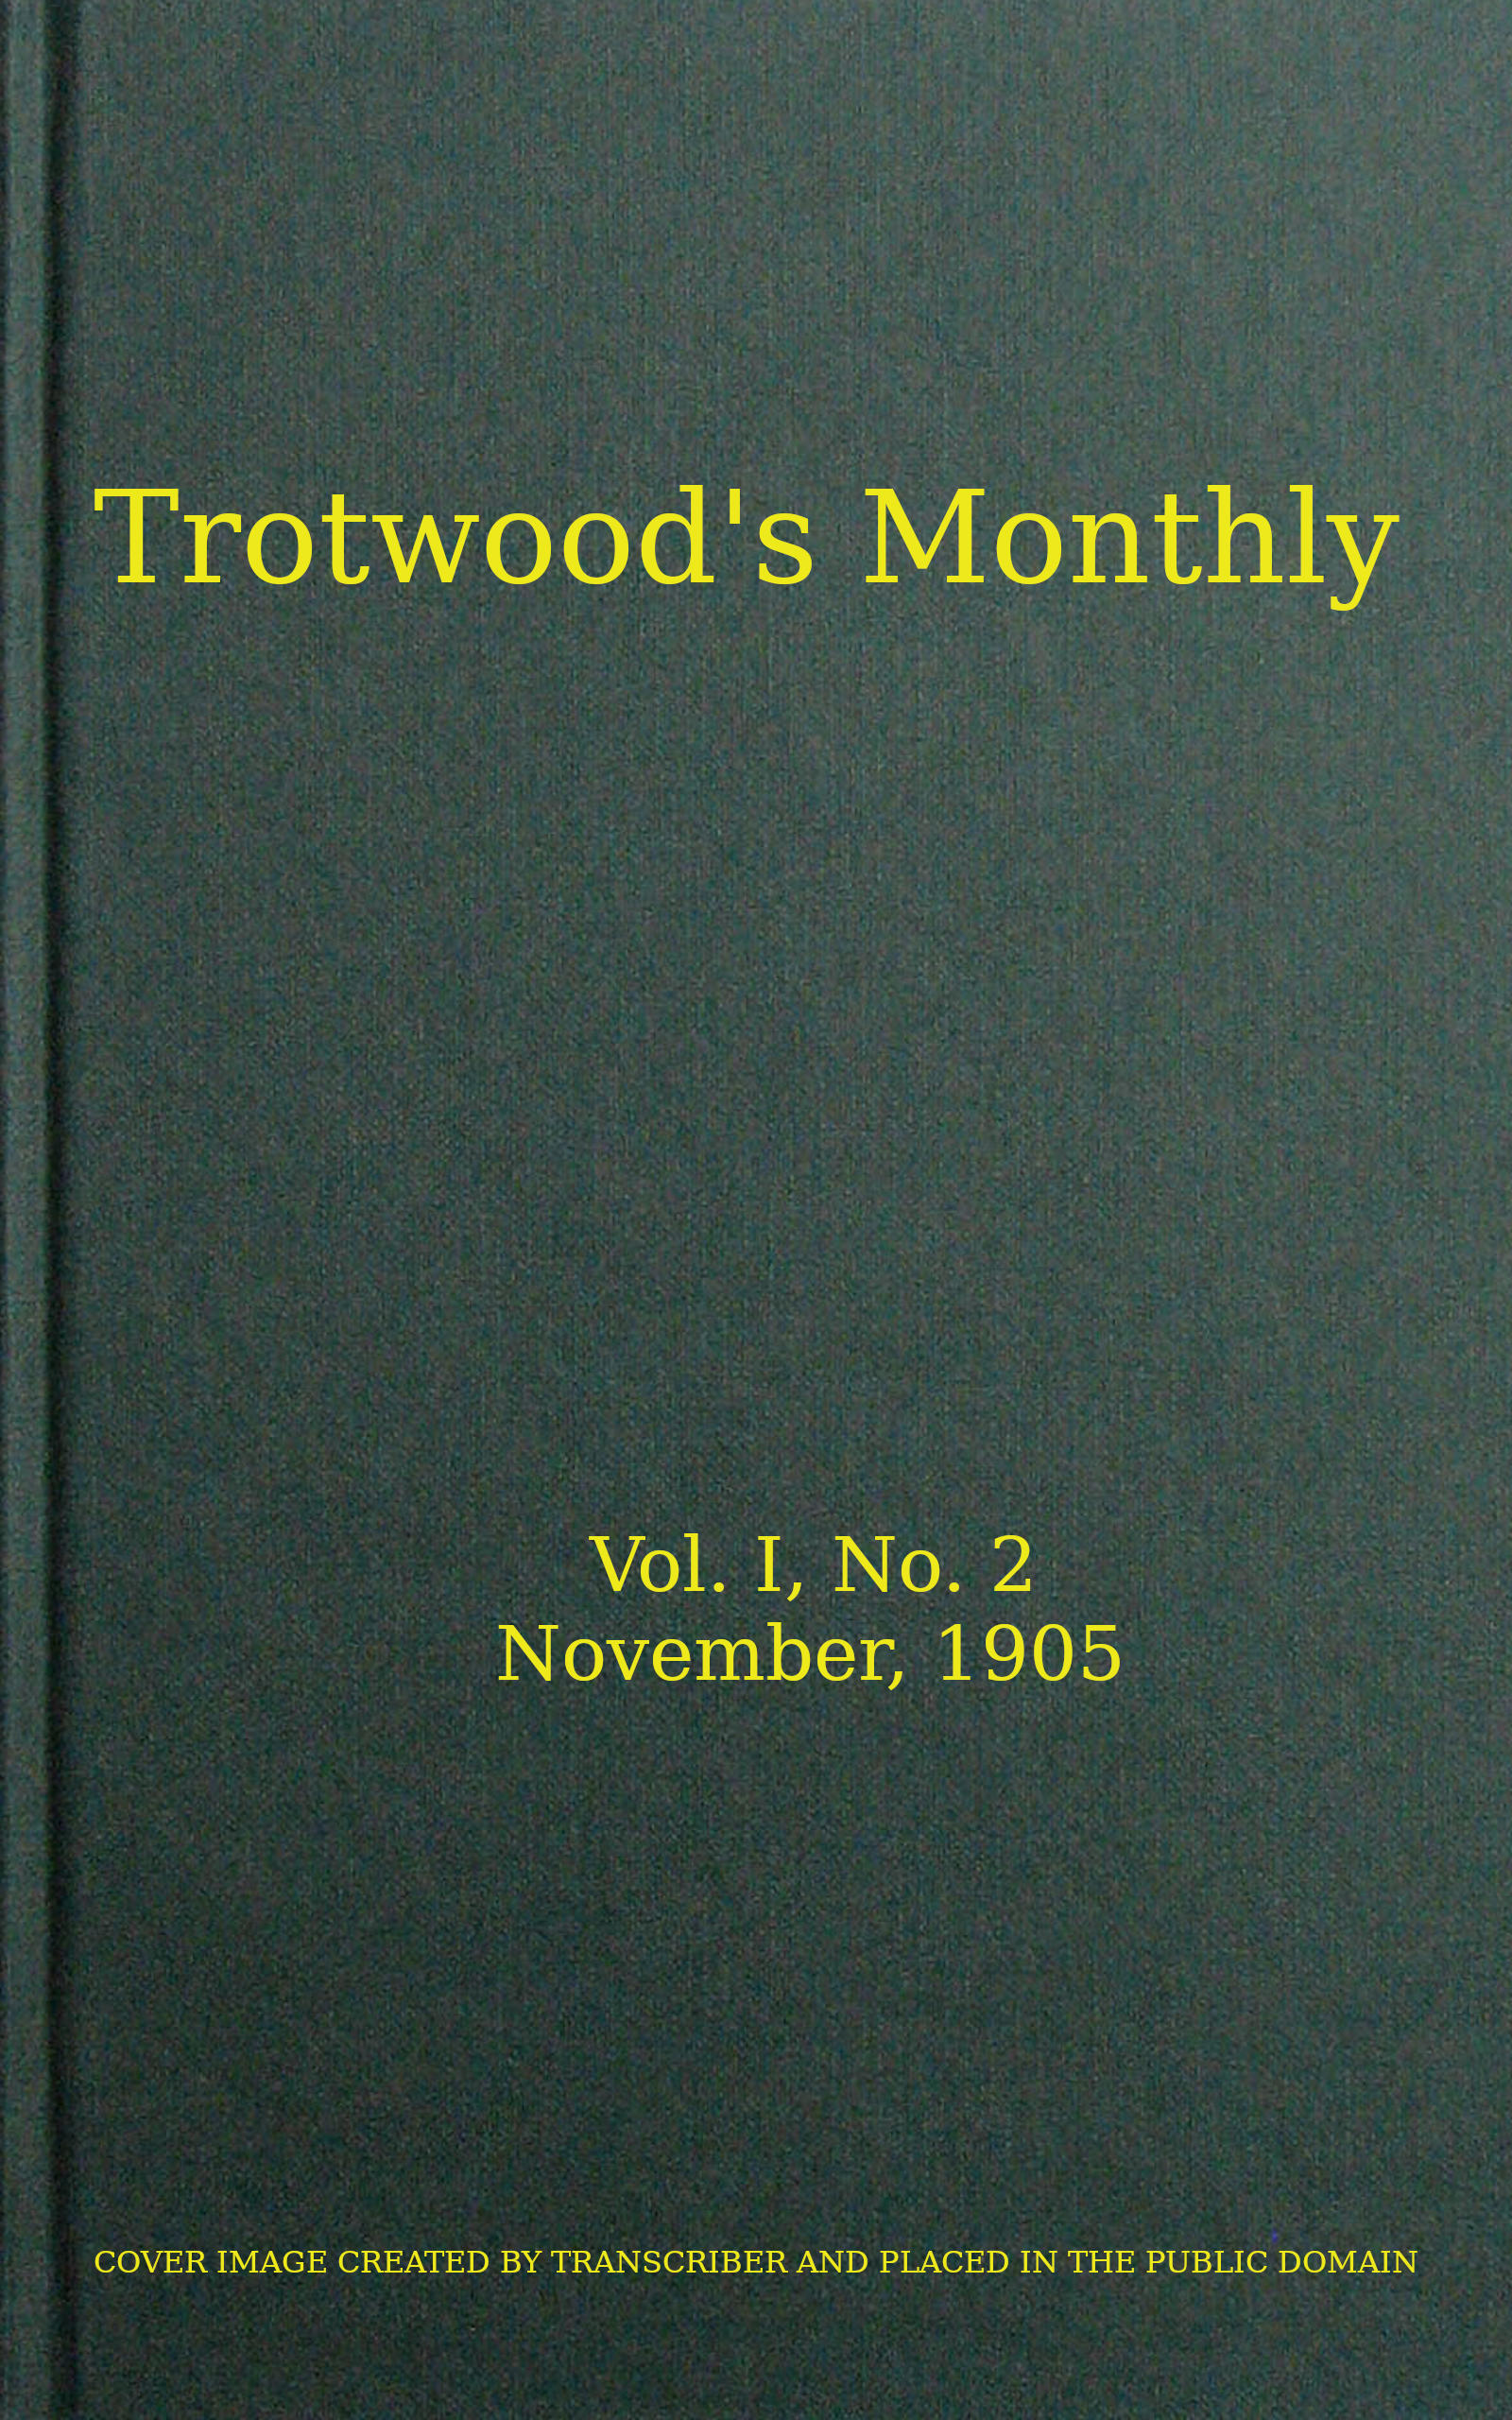 Trotwood's Monthly
Vol. I, No. 2
November, 1905
COVER IMAGE CREATED BY TRANSCRIBER AND PLACED IN THE PUBLIC DOMAIN